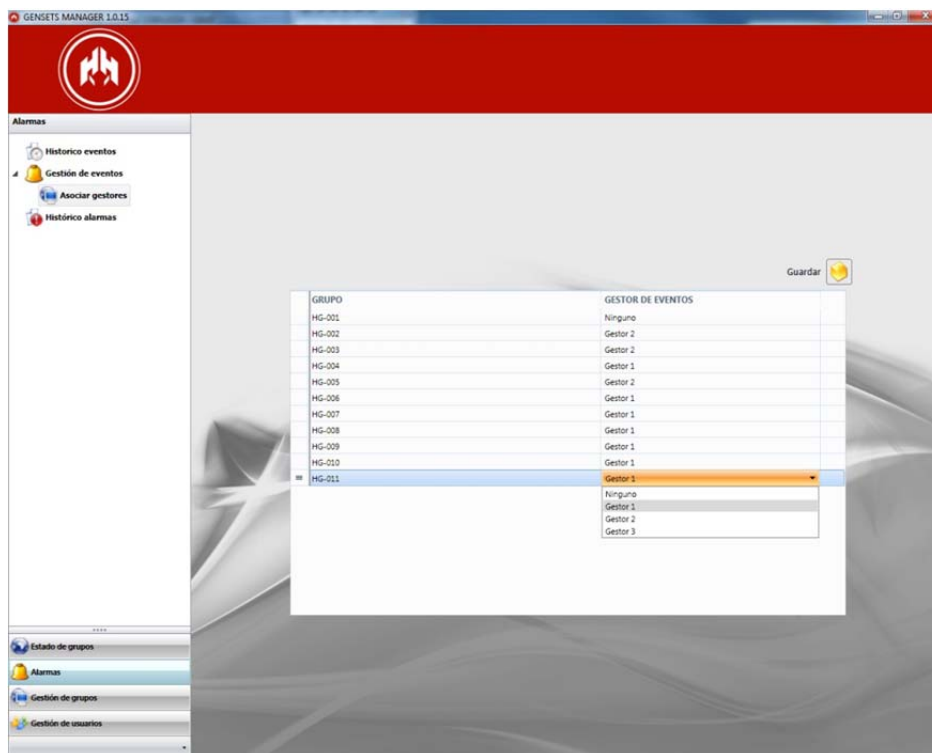 GENSETS MANAGER 1.0.15
Alarmas
Historico eventos
Gestión de eventos
Asociar gestores
Histórico alarmas
Guardar
GRUPO GESTOR DE EVENTOS
HG-001 Ninguno
HG-002 Gestor 2
HG-003 Gestor 2
HG-004 Gestor 1
HG-005 Gestor 2
HG-006 Gestor 1
HG-007 Gestor 1
HG-008 Gestor 1
HG-009 Gestor 1
HG-010 Gestor 1
HG-011 Gestor 1
Ninguno
Gestor 1
Gestor 2
Gestor 3
Estado de grupos
Alarmas
Gestión de grupos
Gestión de usuarios